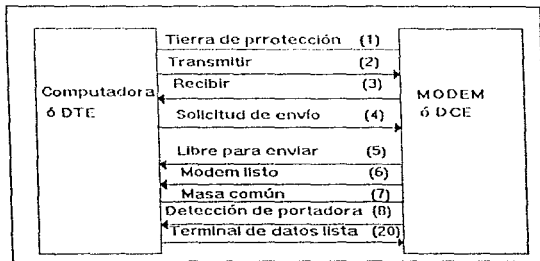 Tierra de prrotección (1)
Transmitir (2)
Recibir (3)
Computadora
ó DTE
MODEM
ó DCE
Solicitud de envío (4)
Libre para enviar (5)
Modem listo (6)
Masa común (7)
Detección de portadora (8)
Terminal de datos lista (20)